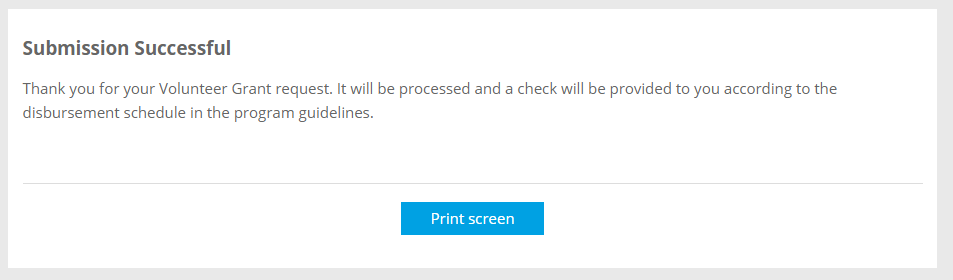 Submission Successful
Thank you for your Volunteer Grant request. It will be processed and a check will be provided to you according to the
disbursement schedule in the program guidelines.
Print screen